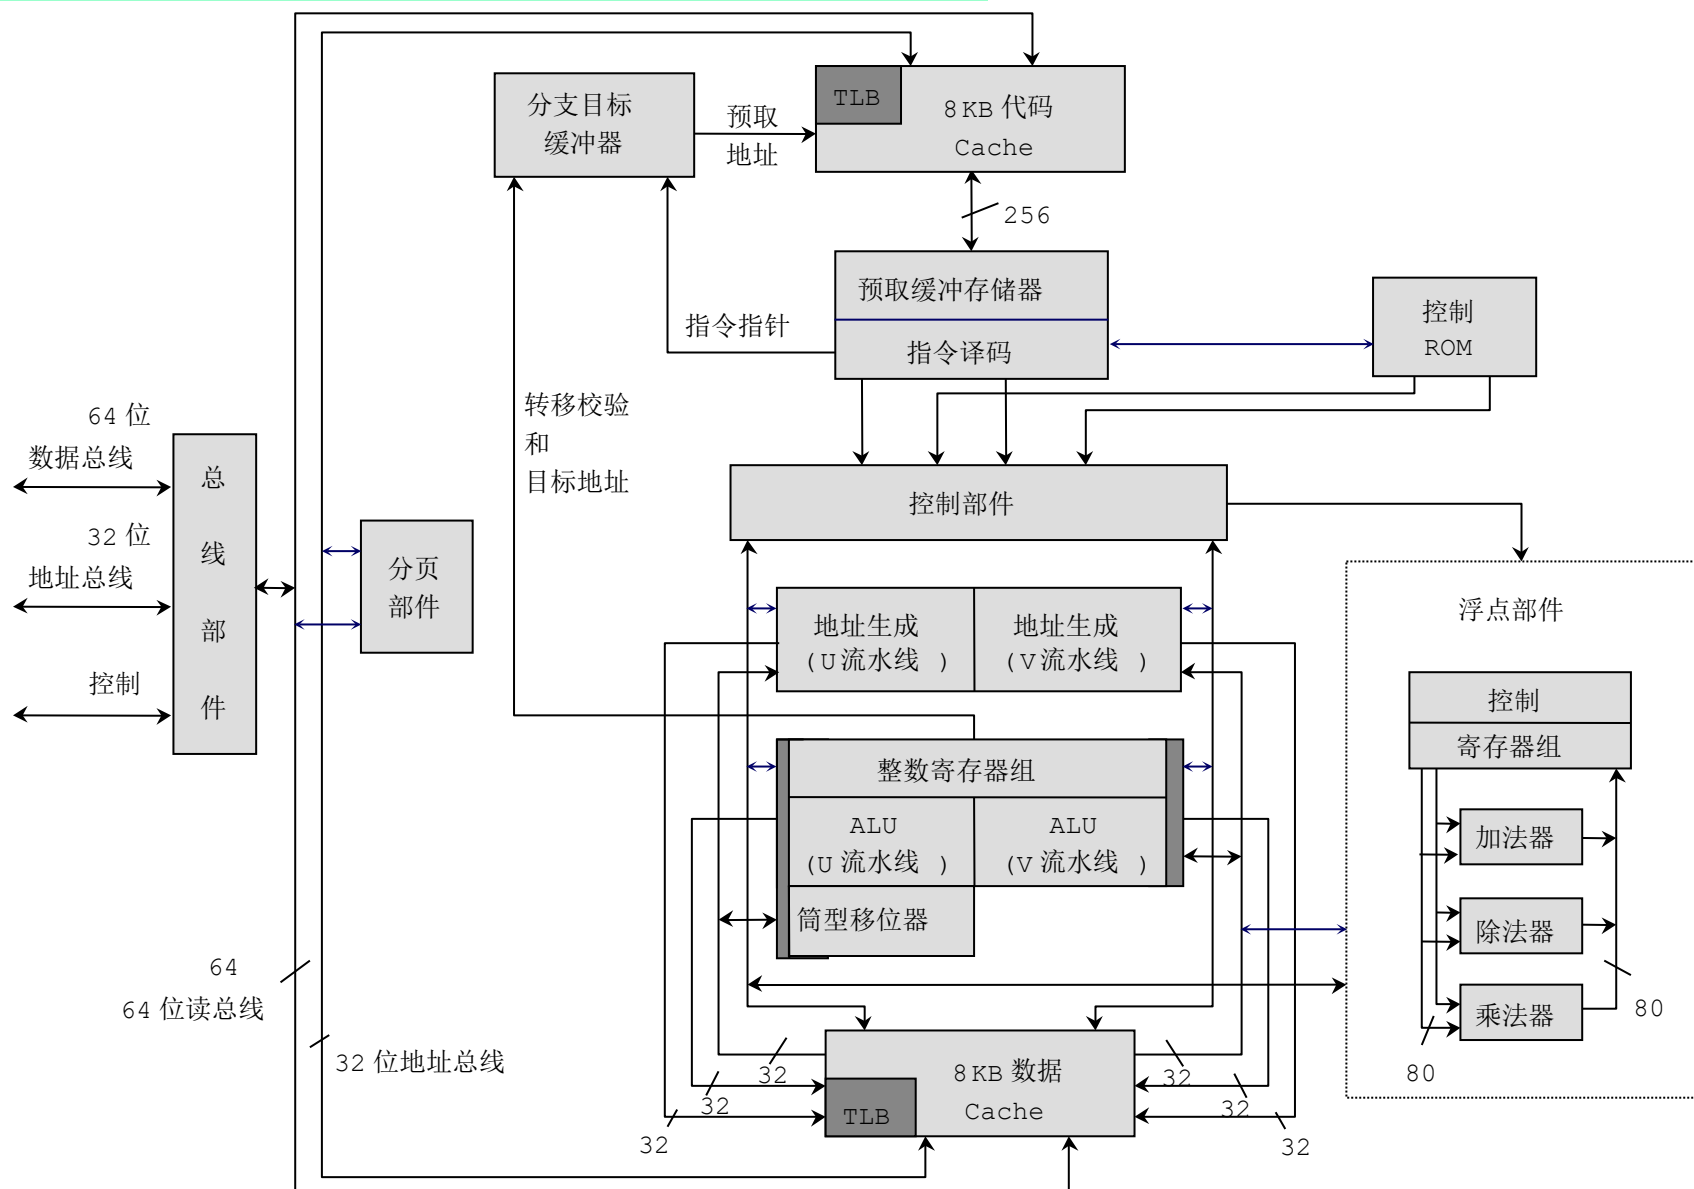 TLB
8KB 代码
Cache
分支目标
缓冲器
预取
地址
256
预取缓冲存储器
指令译码
指令指针
控制
ROM
转移校验
和
目标地址
64 位
数据总线
32 位
地址总线
控制
总
线
部
件
分页
部件
控制部件
地址生成
(U流水线 )
地址生成
(V流水线 )
浮点部件
控制
寄存器组
整数寄存器组
ALU
(U 流水线 )
ALU
(V 流水线 )
筒型移位器
加法器
除法器
乘法器
80
80
64
64 位读总线
32 位地址总线
8KB 数据
Cache
TLB
32
32
32
32
32
32